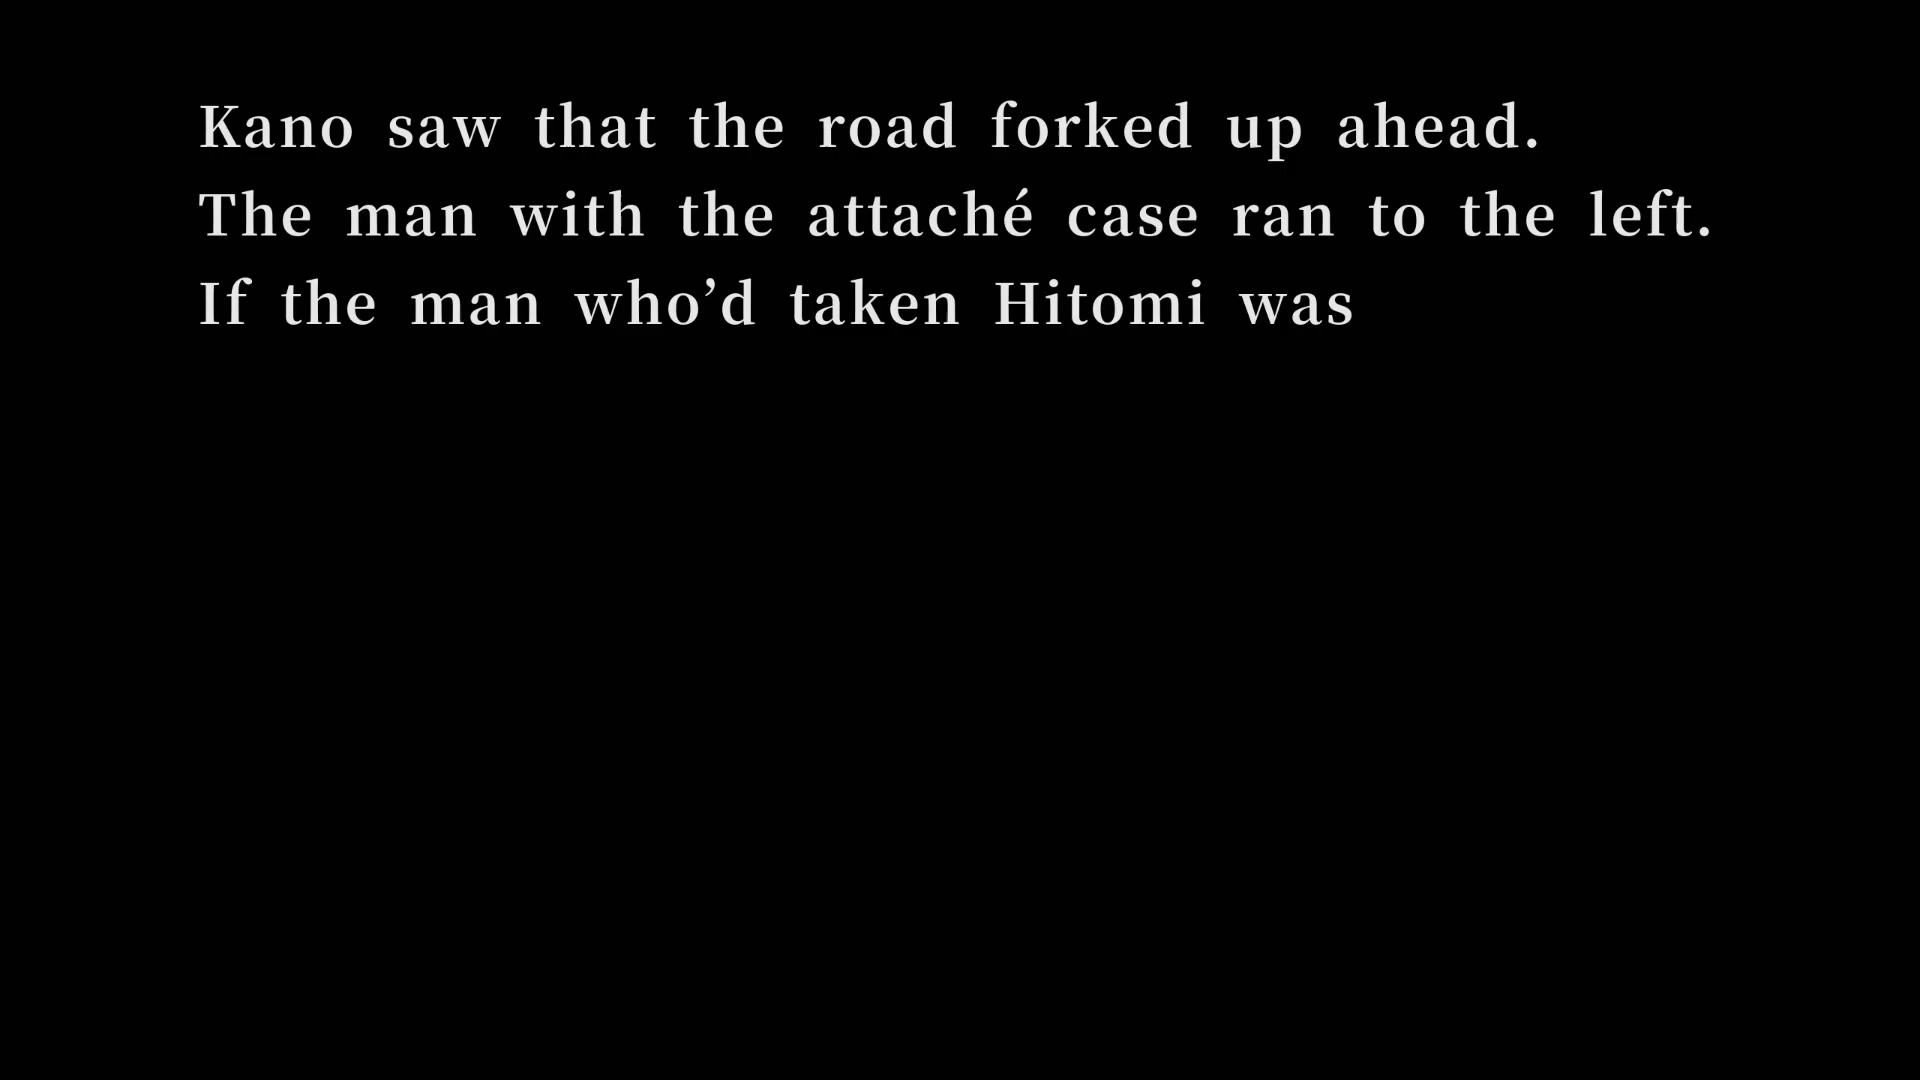 Kano saw that the road forked up ahead.
The man with the attaché case ran to the left.
If the man who’d taken Hitomi was